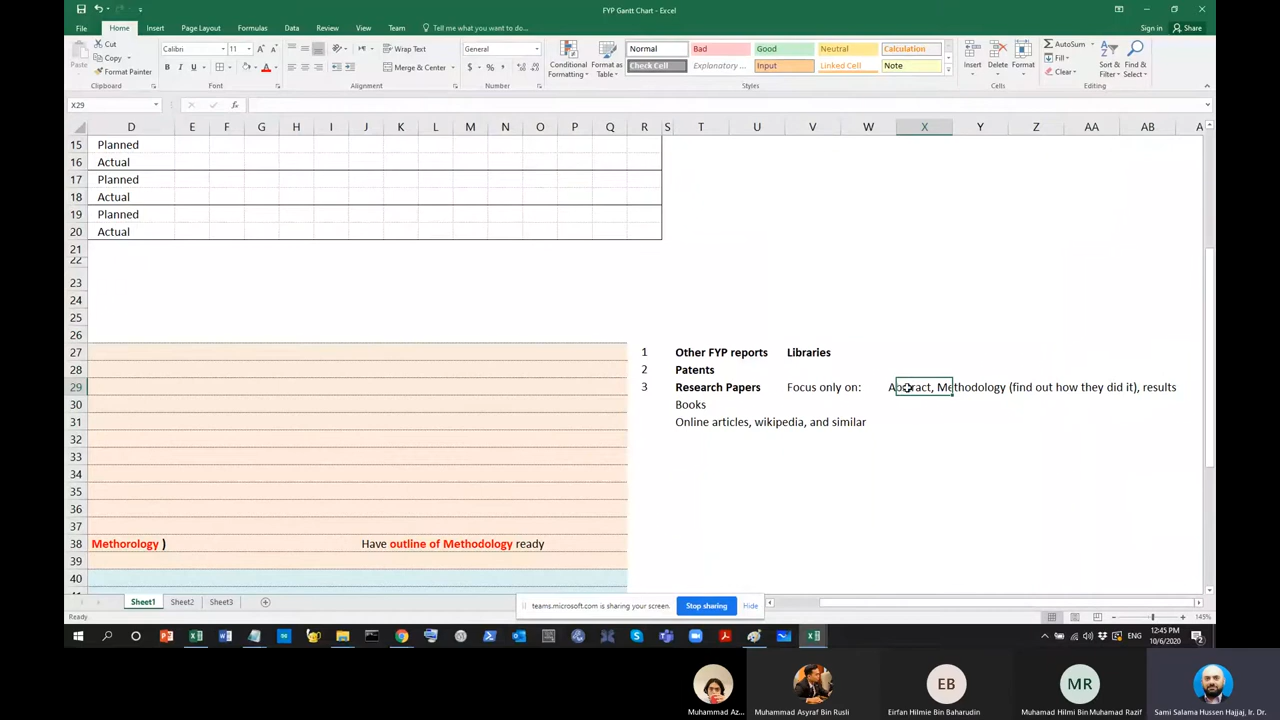 FYP Gantt Chart - Excel
Sign in Share
File Home Insert Page Layout Formulas Data Review View Team Tell me what you want to do...
Paste Cut Copy Format Painter
Clipboard
Calibri 11
B I U
Font
Wrap Text
Merge & Center
Alignment
General
$ %
Number
Conditional Formatting
Format as Table
Normal Bad Good Neutral Calculation
Check Cell Explanatory ... Input Linked Cell Note
Styles
Insert Delete Format
Cells
AutoSum
Fill
Clear
Sort & Filter
Find & Select
Editing
X29 fx
D E F G H I J K L M N O P Q R S T U V W X Y Z AA AB A
15 Planned
16 Actual
17 Planned
18 Actual
19 Planned
20 Actual
21
22
23
24
25
26
27 1 Other FYP reports Libraries
28 2 Patents
29 3 Research Papers Focus only on: Abstract, Methodology (find out how they did it), results
30 Books
31 Online articles, wikipedia, and similar
32
33
34
35
36
37
38 Methorology ) Have outline of Methodology ready
39
40
Sheet1 Sheet2 Sheet3
teams.microsoft.com is sharing your screen. Stop sharing Hide
Ready 145%
ENG 12:45 PM 10/6/2020 2
EB MR
Muhammad Az... Muhammad Asyraf Bin Rusli Eirfan Hilmie Bin Baharudin Muhamad Hilmi Bin Muhamad Razif Sami Salama Hussen Hajjaj, Ir. Dr.